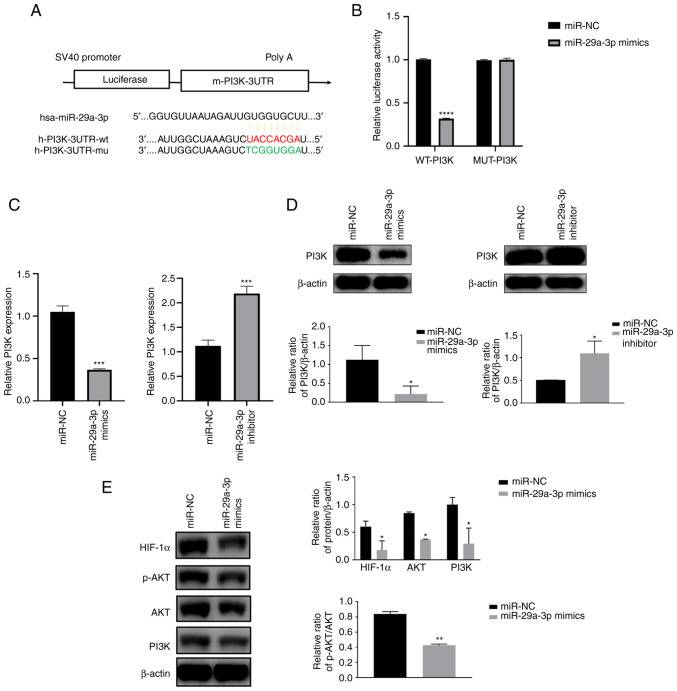 A
SV40 promoter
Poly A
Luciferase
m-PI3K-3UTR
hsa-miR-29a-3p 5′...GGUGUUAAUAGAUUGUGGUGCUU...3′
h-PI3K-3UTR-wt 3′....AUUGGCUAAAGUCUACCACGAU...5′
h-PI3K-3UTR-mu 3′....AUUGGCUAAAGUCTCGGUGGAU...5′
B
miR-NC
miR-29a-3p mimics
Relative luciferase activity
1.5
1.0
0.5
0.0
****
WT-PI3K MUT-PI3K
C
Relative PI3K expression
1.5
1.0
0.5
0.0
***
miR-NC
miR-29a-3p
mimics
Relative PI3K expression
2.5
2.0
1.5
1.0
0.5
0.0
***
miR-NC
miR-29a-3p
inhibitor
D
miR-NC
miR-29a-3p
mimics
PI3K
β-actin
miR-NC
miR-29a-3p
inhibitor
PI3K
β-actin
Relative ratio
of PI3K/β-actin
2.0
1.5
1.0
0.5
0.0
*
miR-NC
miR-29a-3p
mimics
Relative ratio
of PI3K/β-actin
1.5
1.0
0.5
0.0
*
miR-NC
miR-29a-3p
inhibitor
E
miR-NC
miR-29a-3p
mimics
HIF-1α
p-AKT
AKT
PI3K
β-actin
Relative ratio
of protein/β-actin
1.5
1.0
0.5
0.0
*
*
*
HIF-1α AKT PI3K
miR-NC
miR-29a-3p mimics
Relative ratio
of p-AKT/AKT
1.0
0.8
0.6
0.4
0.2
0.0
**
miR-NC
miR-29a-3p mimics